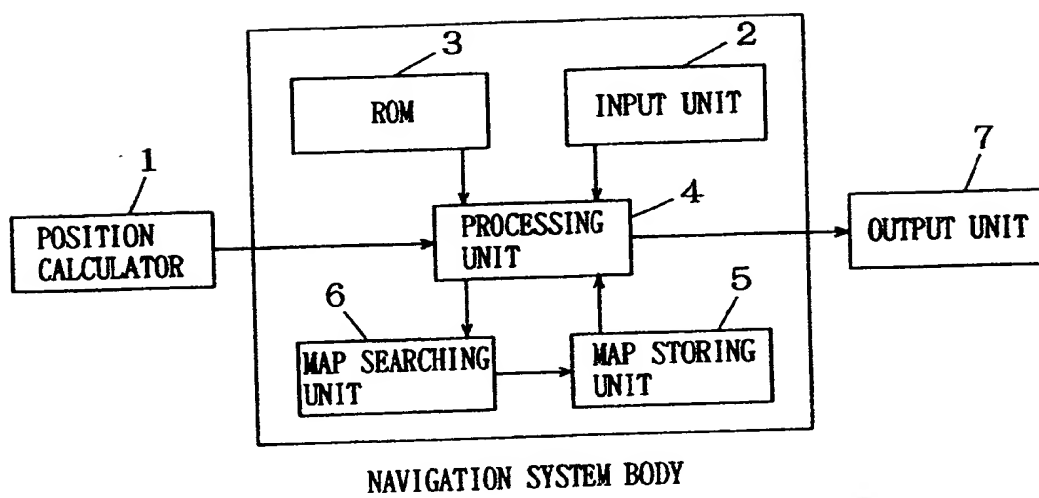 3
2
ROM
INPUT UNIT
1
4
7
POSITION
CALCULATOR
PROCESSING
UNIT
OUTPUT UNIT
6
5
MAP SEARCHING
UNIT
MAP STORING
UNIT
NAVIGATION SYSTEM BODY